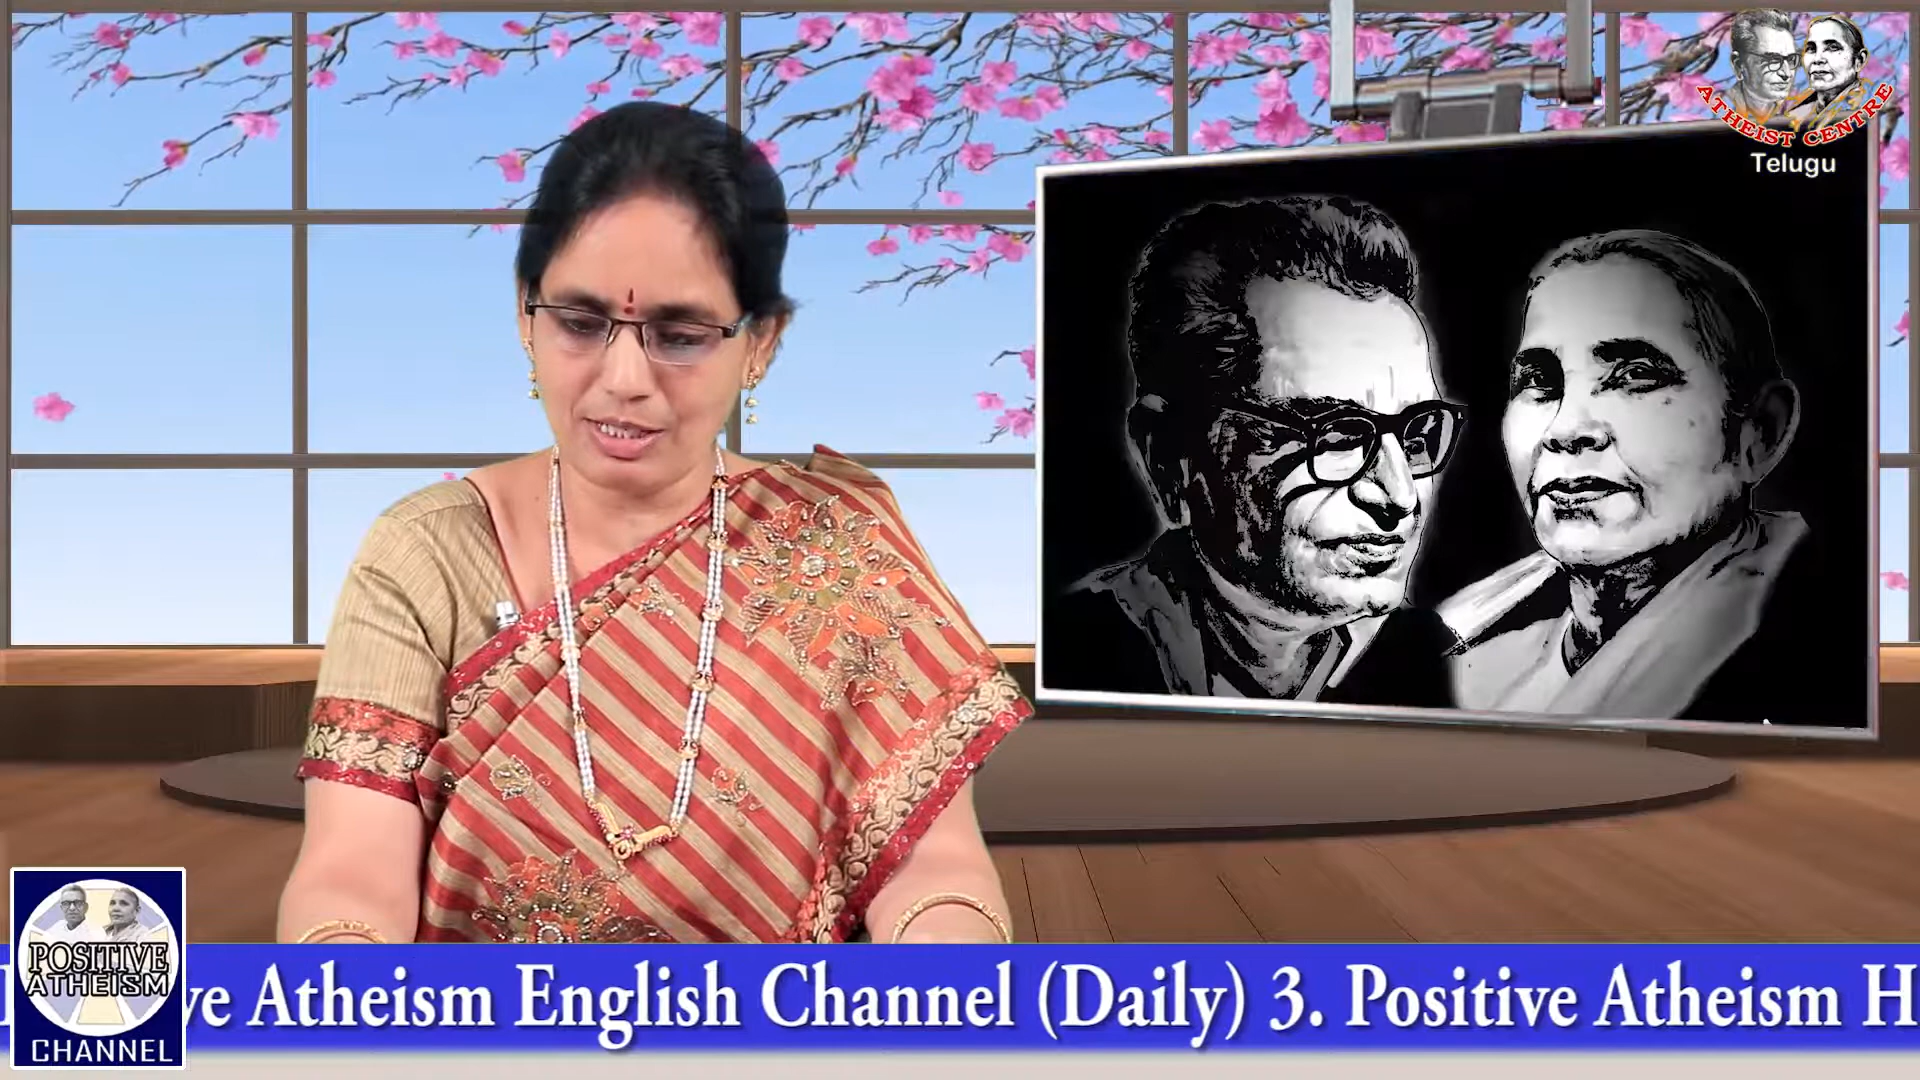 ATHEIST CENTRE
Telugu
POSITIVE
ATHEISM
CHANNEL
ve Atheism English Channel (Daily) 3. Positive Atheism H